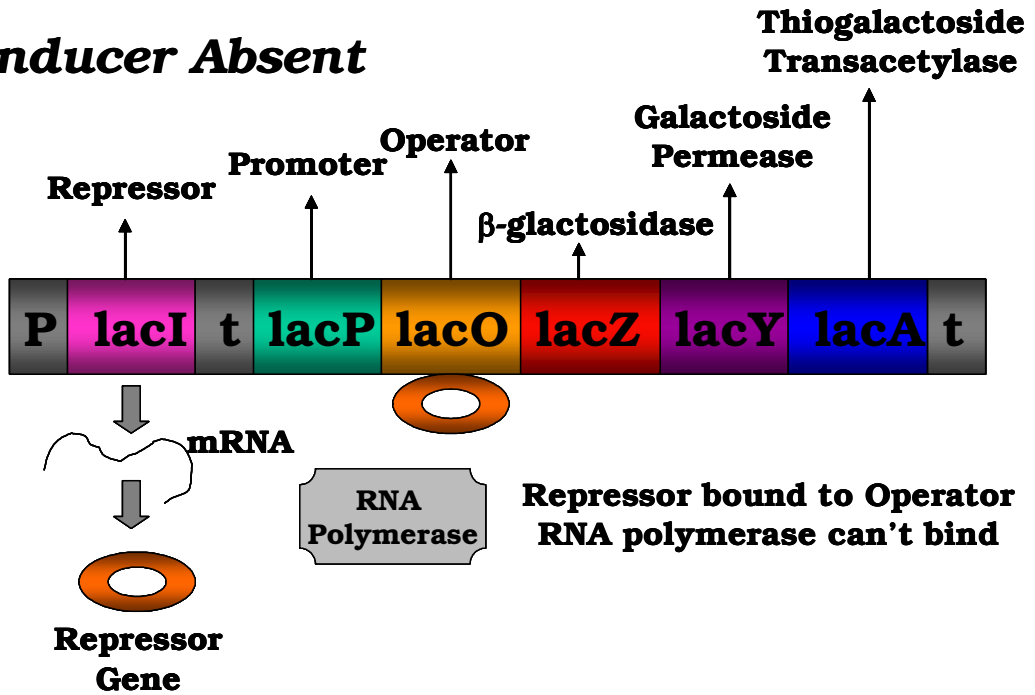 nducer Absent
Thiogalactoside
Transacetylase
Galactoside
Permease
Operator
Promoter
Repressor
β-glactosidase
P lacI t lacP lacO lacZ lacY lacA t
mRNA
RNA
Polymerase
Repressor bound to Operator
RNA polymerase can't bind
Repressor
Gene